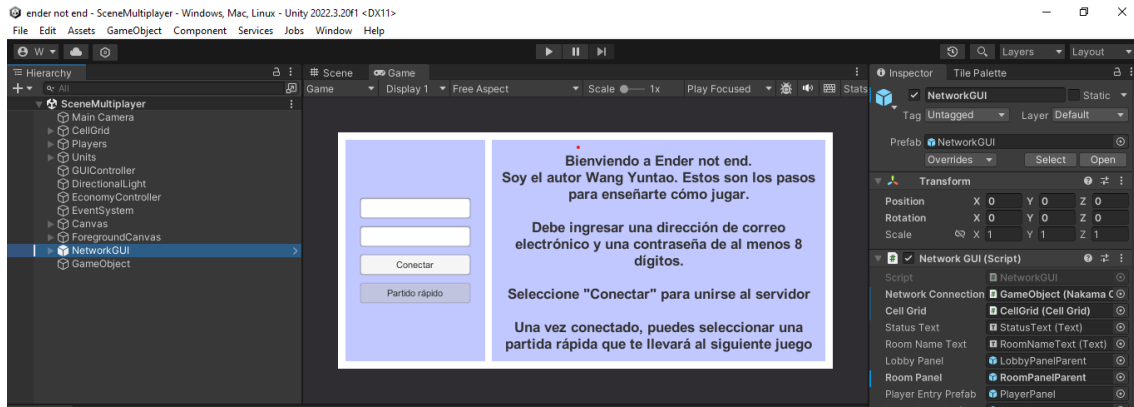 ender not end - SceneMultiplayer - Windows, Mac, Linux - Unity 2022.3.20f1 <DX11>
File Edit Assets GameObject Component Services Jobs Window Help
W
Layers Layout
Hierarchy
All
SceneMultiplayer
Main Camera
CellGrid
Players
Units
GUIController
DirectionalLight
EconomyController
EventSystem
Canvas
ForegroundCanvas
NetworkGUI
GameObject
Scene Game
Game Display 1 Free Aspect Scale 1x Play Focused Stats
Conectar
Partido rápido
Bienviendo a Ender not end.
Soy el autor Wang Yuntao. Estos son los pasos
para enseñarte cómo jugar.
Debe ingresar una dirección de correo
electrónico y una contraseña de al menos 8
dígitos.
Seleccione "Conectar" para unirse al servidor
Una vez conectado, puedes seleccionar una
partida rápida que te llevará al siguiente juego
Inspector Tile Palette
NetworkGUI Static
Tag Untagged Layer Default
Prefab NetworkGUI
Overrides Select Open
Transform
Position X 0 Y 0 Z 0
Rotation X 0 Y 0 Z 0
Scale X 1 Y 1 Z 1
Network GUI (Script)
Script NetworkGUI
Network Connection GameObject (Nakama C
Cell Grid CellGrid (Cell Grid)
Status Text StatusText (Text)
Room Name Text RoomNameText (Text)
Lobby Panel LobbyPanelParent
Room Panel RoomPanelParent
Player Entry Prefab PlayerPanel